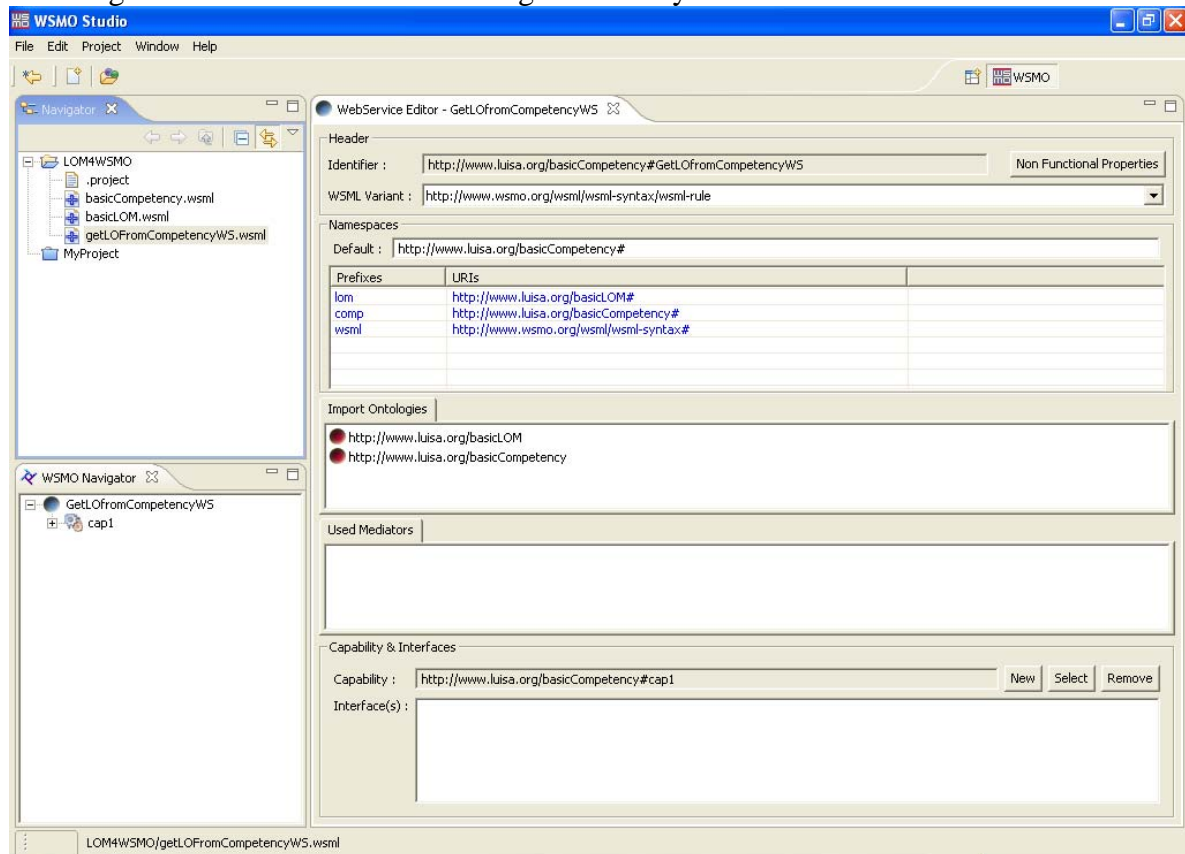 WSMO Studio
File Edit Project Window Help
WSMO
Navigator
LOM4WSMO
.project
basicCompetency.wsml
basicLOM.wsml
getLOFromCompetencyWS.wsml
MyProject
WSMO Navigator
GetLOfromCompetencyWS
cap1
WebService Editor - GetLOfromCompetencyWS
Header
Identifier : http://www.luisa.org/basicCompetency#GetLOfromCompetencyWS Non Functional Properties
WSML Variant : http://www.wsmo.org/wsml/wsml-syntax/wsml-rule
Namespaces
Default : http://www.luisa.org/basicCompetency#
Prefixes URIs
lom http://www.luisa.org/basicLOM#
comp http://www.luisa.org/basicCompetency#
wsml http://www.wsmo.org/wsml/wsml-syntax#
Import Ontologies
http://www.luisa.org/basicLOM
http://www.luisa.org/basicCompetency
Used Mediators
Capability & Interfaces
Capability : http://www.luisa.org/basicCompetency#cap1 New Select Remove
Interface(s) :
LOM4WSMO/getLOFromCompetencyWS.wsml